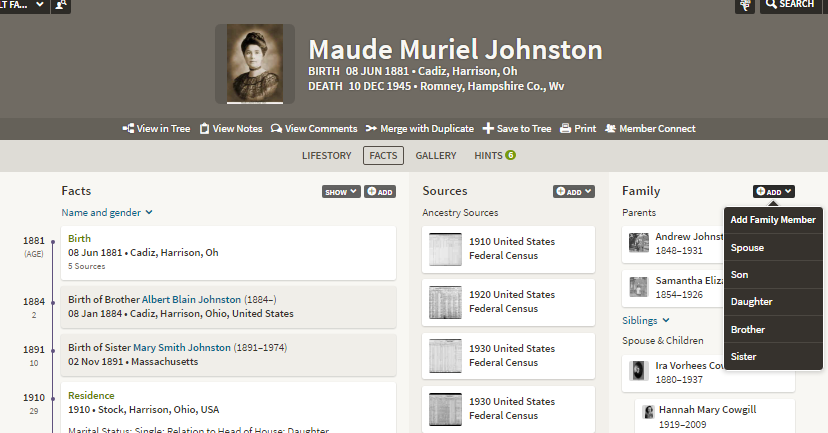 LT FA...
SEARCH
Maude Muriel Johnston
BIRTH 08 JUN 1881 • Cadiz, Harrison, Oh
DEATH 10 DEC 1945 • Romney, Hampshire Co., Wv
View in Tree View Notes View Comments Merge with Duplicate Save to Tree Print Member Connect
LIFESTORY FACTS GALLERY HINTS 6
Facts SHOW ADD
Name and gender
1881
(AGE)
Birth
08 Jun 1881 • Cadiz, Harrison, Oh
5 Sources
1884
2
Birth of Brother Albert Blain Johnston (1884–)
08 Jan 1884 • Cadiz, Harrison, Ohio, United States
1891
10
Birth of Sister Mary Smith Johnston (1891–1974)
02 Nov 1891 • Massachusetts
1910
29
Residence
1910 • Stock, Harrison, Ohio, USA
Marital Status: Single; Relation to Head of House: Daughter
Sources ADD
Ancestry Sources
1910 United States
Federal Census
1920 United States
Federal Census
1930 United States
Federal Census
1930 United States
Federal Census
Family ADD
Parents
Andrew Johnst
1848–1931
Samantha Eliza
1854–1926
Siblings
Spouse & Children
Ira Vorhees Cow
1880–1937
Hannah Mary Cowgill
1919–2009
Add Family Member
Spouse
Son
Daughter
Brother
Sister